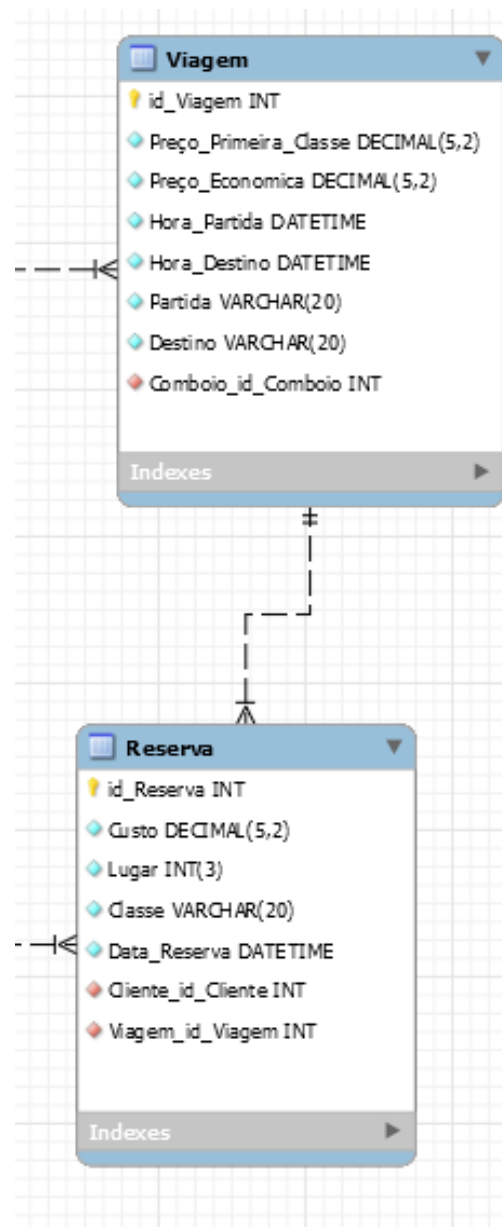 Viagem
id_Viagem INT
Preço_Primeira_Classe DECIMAL(5,2)
Preço_Economica DECIMAL(5,2)
Hora_Partida DATETIME
Hora_Destino DATETIME
Partida VARCHAR(20)
Destino VARCHAR(20)
Comboio_id_Comboio INT
Indexes
Reserva
id_Reserva INT
Custo DECIMAL(5,2)
Lugar INT(3)
Classe VARCHAR(20)
Data_Reserva DATETIME
Cliente_id_Cliente INT
Viagem_id_Viagem INT
Indexes